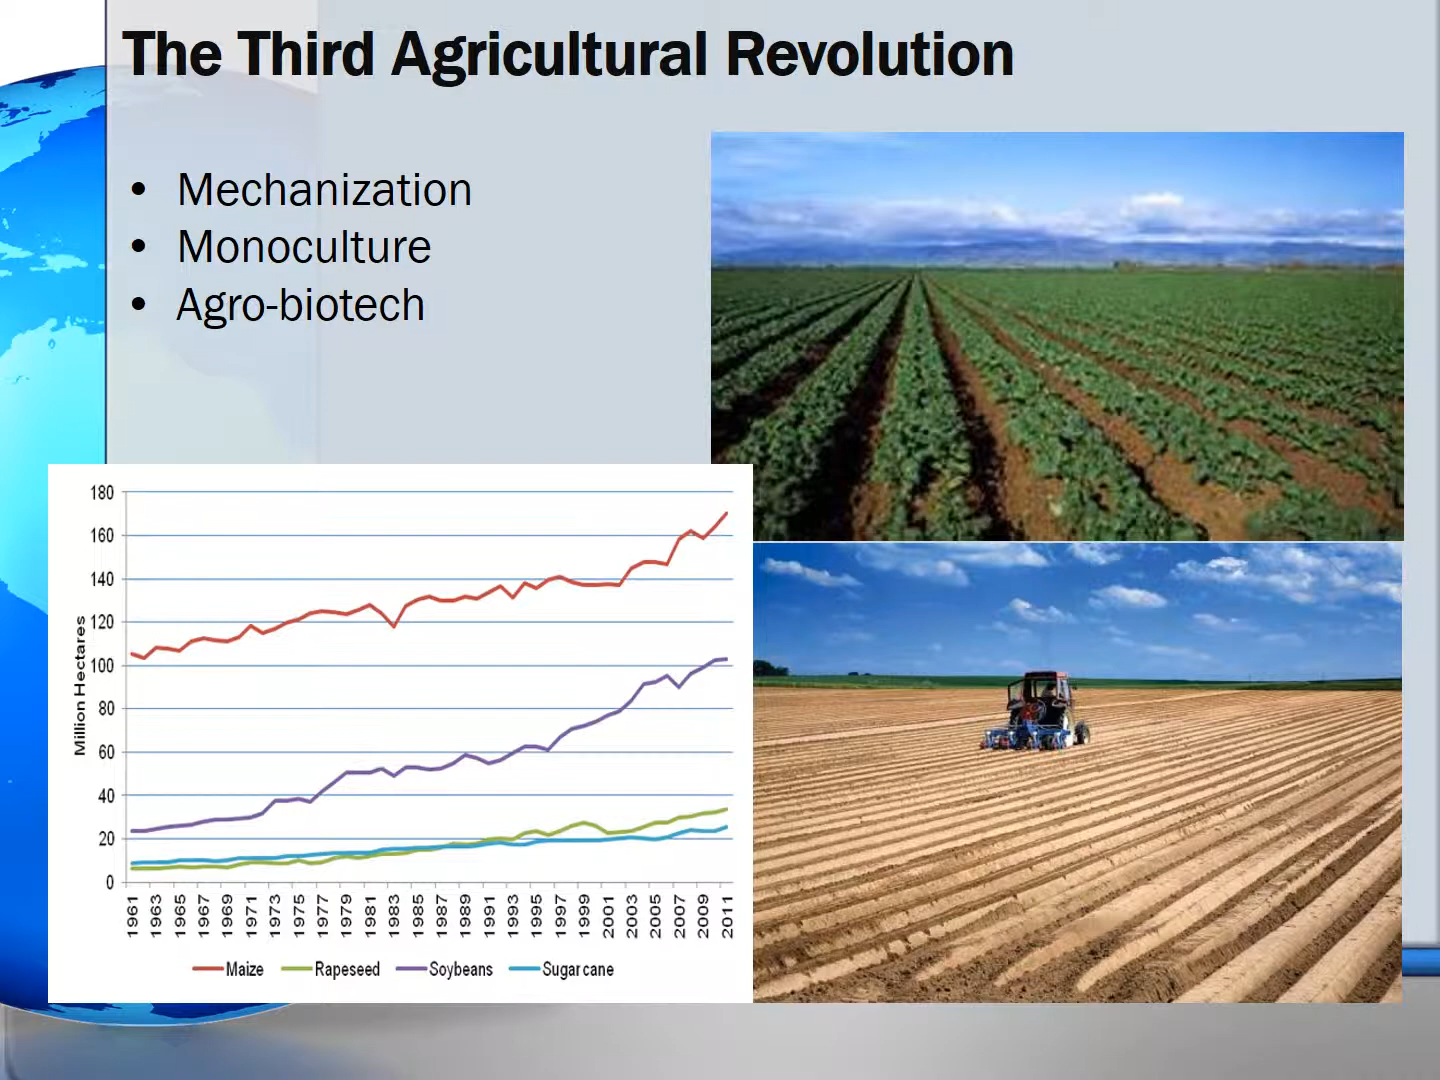 The Third Agricultural Revolution
• Mechanization
• Monoculture
• Agro-biotech
180
160
140
120
100
80
60
40
20
0
Million Hectares
1961 1963 1965 1967 1969 1971 1973 1975 1977 1979 1981 1983 1985 1987 1989 1991 1993 1995 1997 1999 2001 2003 2005 2007 2009 2011
Maize Rapeseed Soybeans Sugar cane